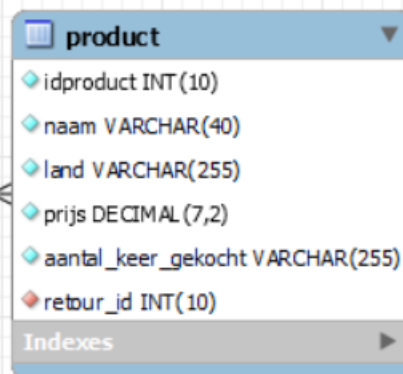 product
idproduct INT(10)
naam VARCHAR(40)
land VARCHAR(255)
prijs DECIMAL(7,2)
aantal_keer_gekocht VARCHAR(255)
retour_id INT(10)
Indexes